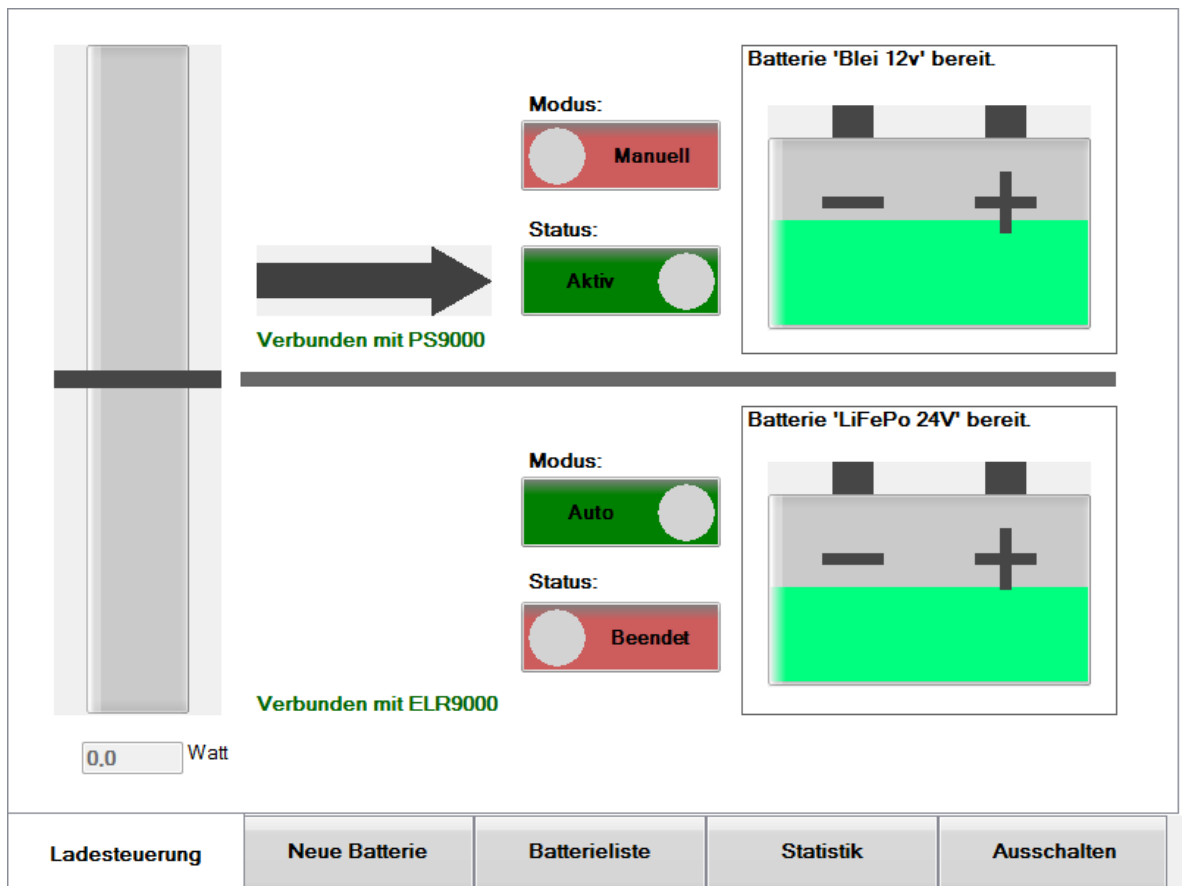 Batterie 'Blei 12v' bereit.
Modus:
Manuell
Status:
Aktiv
Verbunden mit PS9000
Batterie 'LiFePo 24V' bereit.
Modus:
Auto
Status:
Beendet
Verbunden mit ELR9000
0,0 Watt
Ladesteuerung Neue Batterie Batterieliste Statistik Ausschalten